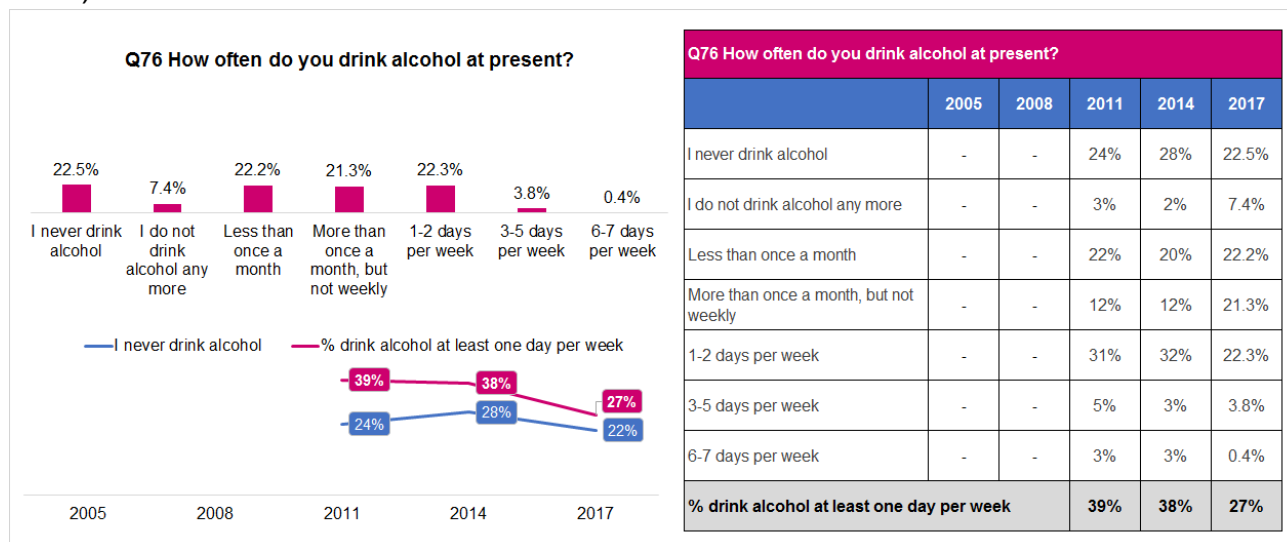 Q76 How often do you drink alcohol at present?
22.5%
7.4%
22.2%
21.3%
22.3%
3.8%
0.4%
I never drink
alcohol
I do not
drink
alcohol any
more
Less than
once a
month
More than
once a
month, but
not weekly
1-2 days
per week
3-5 days
per week
6-7 days
per week
I never drink alcohol
% drink alcohol at least one day per week
39%
38%
27%
24%
28%
22%
2005 2008 2011 2014 2017
Q76 How often do you drink alcohol at present?
2005 2008 2011 2014 2017
I never drink alcohol - - 24% 28% 22.5%
I do not drink alcohol any more - - 3% 2% 7.4%
Less than once a month - - 22% 20% 22.2%
More than once a month, but not
weekly - - 12% 12% 21.3%
1-2 days per week - - 31% 32% 22.3%
3-5 days per week - - 5% 3% 3.8%
6-7 days per week - - 3% 3% 0.4%
% drink alcohol at least one day per week 39% 38% 27%